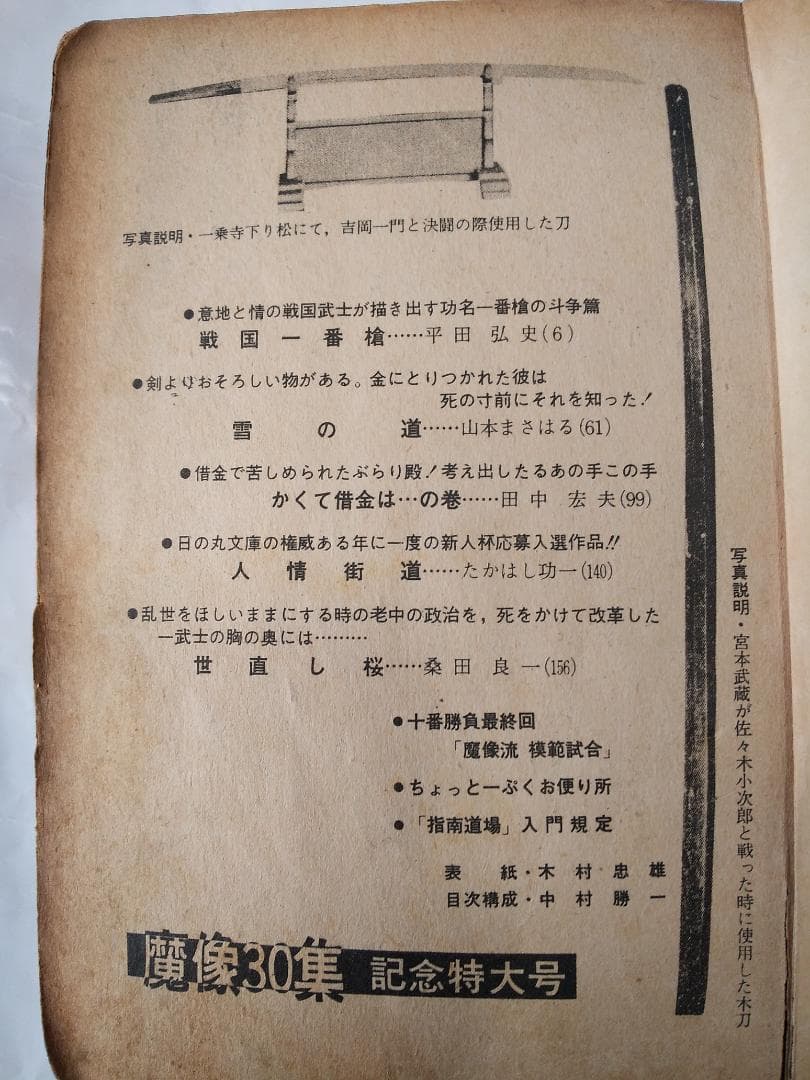 写真説明・一乗寺下り松にて，吉岡一門と決闘の際使用した刀
●意地と情の戦国武士が描き出す功名一番槍の斗争篇
戦国一番槍……平田弘史(6)
●剣よりおそろしい物がある。金にとりつかれた彼は
死の寸前にそれを知った！
雪の道……山本まさはる(61)
●借金で苦しめられたぶらり殿！考え出したるあの手この手
かくて借金は…の巻……田中宏夫(99)
●日の丸文庫の権威ある年に一度の新人杯応募入選作品!!
人情街道……たかはし功一(140)
●乱世をほしいままにする時の老中の政治を，死をかけて改革した
一武士の胸の奥には………
世直し桜……桑田良一(156)
●十番勝負最終回
「魔像流 模範試合」
●ちょっと一ぷくお便り所
●「指南道場」入門規定
表紙・木村忠雄
目次構成・中村勝一
魔像30集 記念特大号
写真説明・宮本武蔵が佐々木小次郎と戦った時に使用した木刀